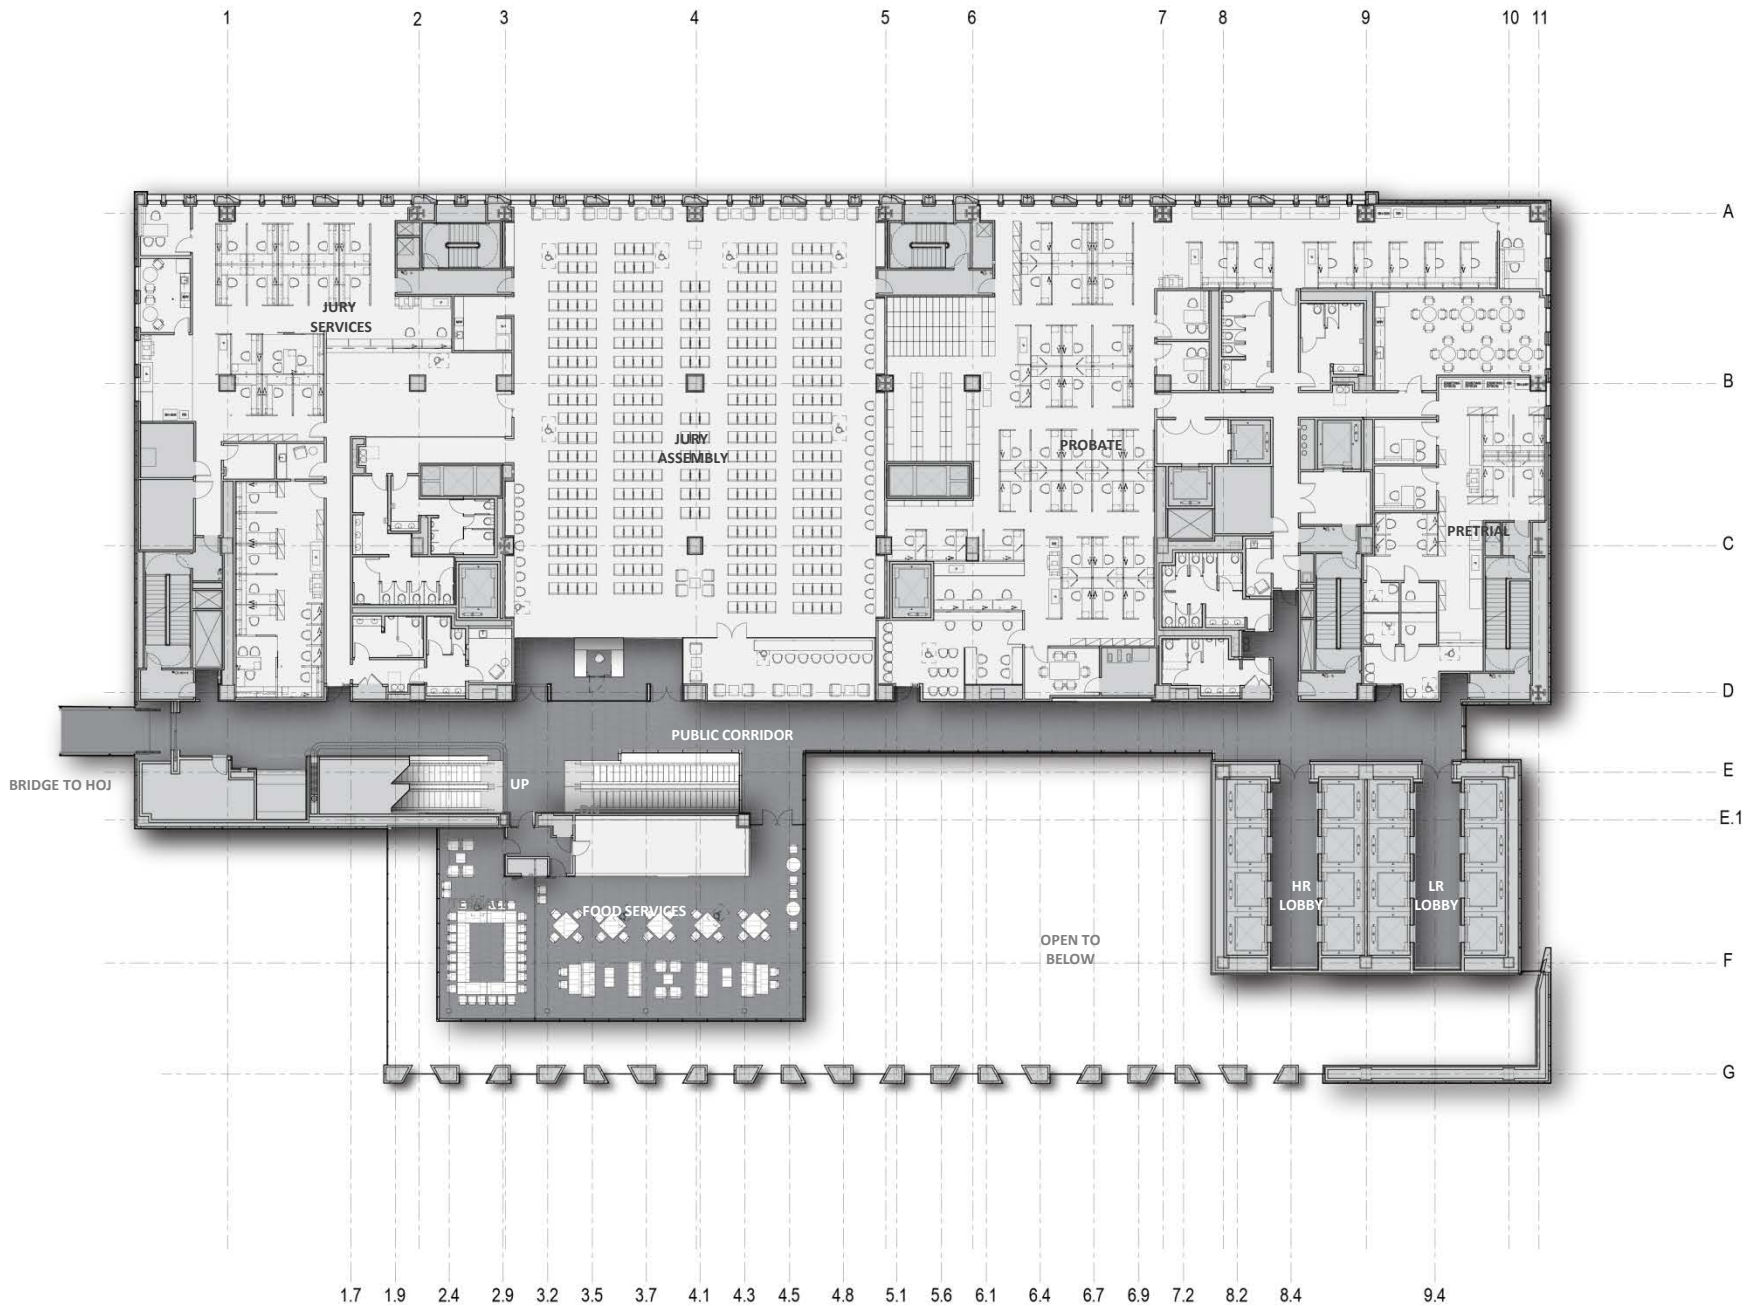 1 2 3 4 5 6 7 8 9 10 11
A
JURY
SERVICES
B
JURY
ASSEMBLY
PROBATE
PRETRIAL
C
D
PUBLIC CORRIDOR
E
BRIDGE TO HOJ
UP
E.1
HR
LOBBY
LR
LOBBY
FOOD SERVICES
OPEN TO
BELOW
F
G
1.7 1.9 2.4 2.9 3.2 3.5 3.7 4.1 4.3 4.5 4.8 5.1 5.6 6.1 6.4 6.7 6.9 7.2 8.2 8.4 9.4